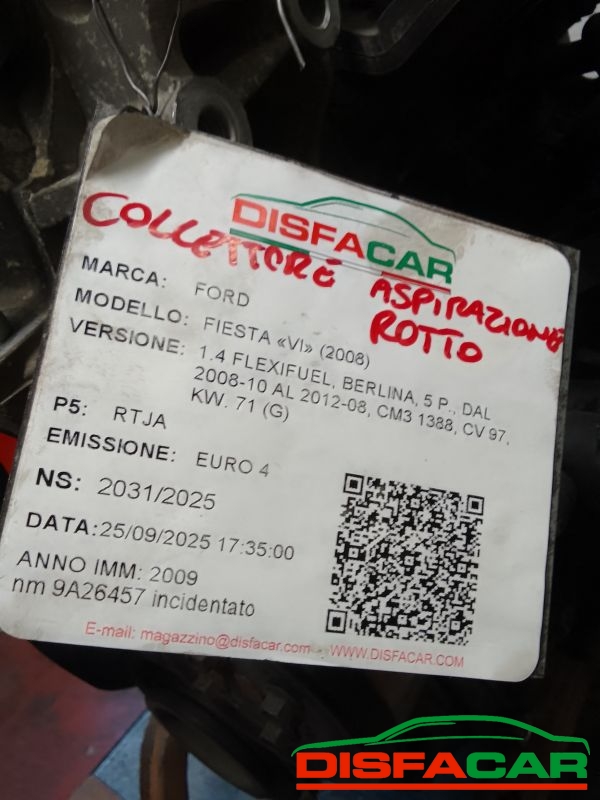 DISFACAR
COLLETTORE ASPIRAZIONE
ROTTO
MARCA: FORD
MODELLO: FIESTA «VI» (2008)
VERSIONE: 1.4 FLEXIFUEL, BERLINA, 5 P., DAL
2008-10 AL 2012-08, CM3 1388, CV 97,
KW. 71 (G)
P5: RTJA
EMISSIONE: EURO 4
NS: 2031/2025
DATA:25/09/2025 17:35:00
ANNO IMM: 2009
nm 9A26457 incidentato
E-mail: magazzino@disfacar.com WWW.DISFACAR.COM
DISFACAR